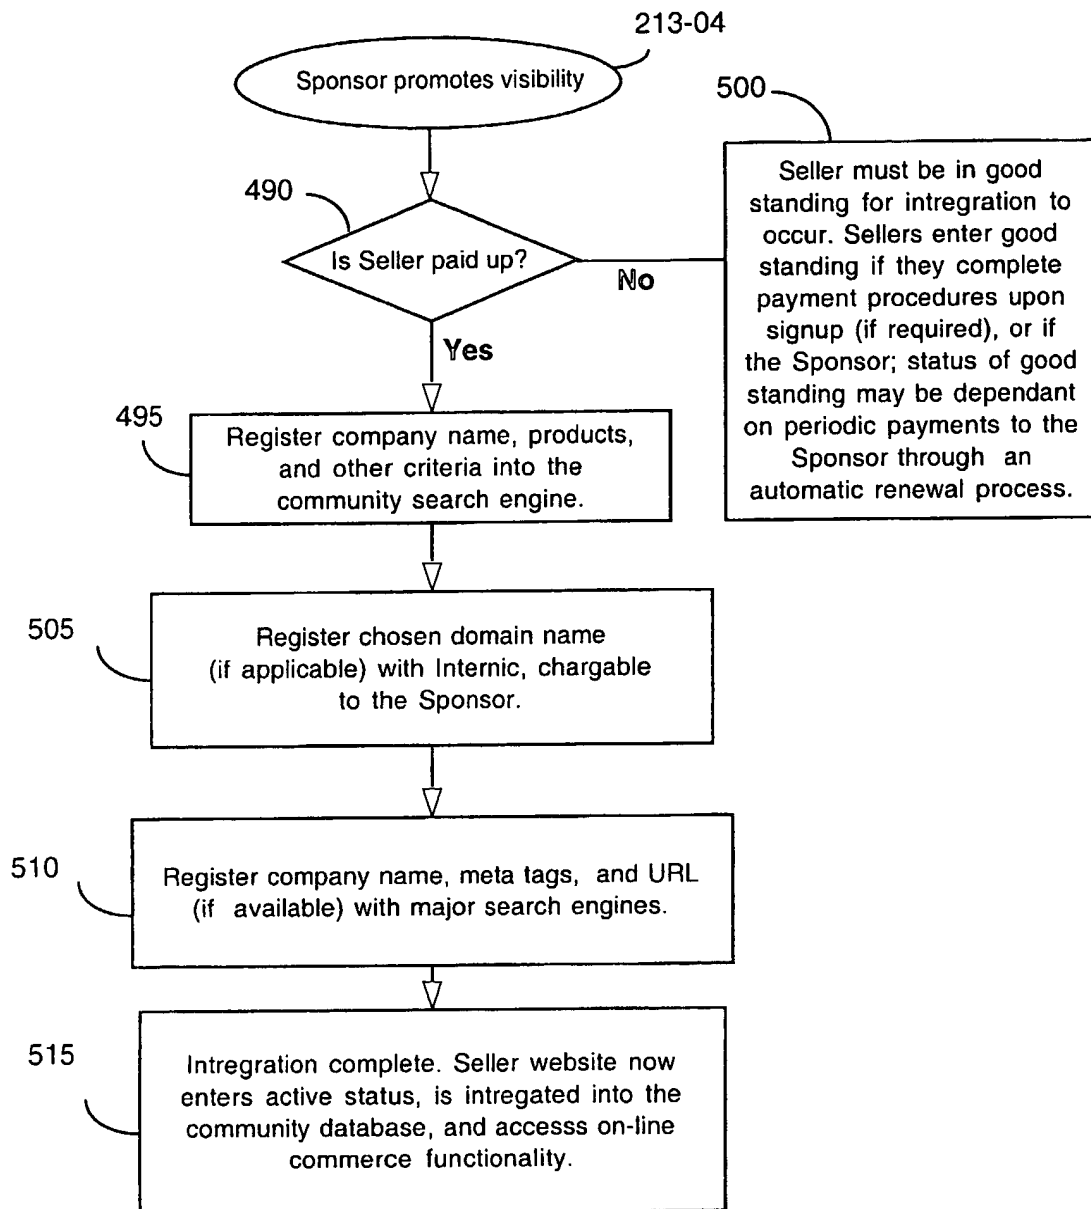 213-04
Sponsor promotes visibility
500
Seller must be in good
standing for intregration to
occur. Sellers enter good
standing if they complete
payment procedures upon
signup (if required), or if
the Sponsor; status of good
standing may be dependant
on periodic payments to the
Sponsor through an
automatic renewal process.
490
Is Seller paid up?
No
Yes
495
Register company name, products,
and other criteria into the
community search engine.
505
Register chosen domain name
(if applicable) with Internic, chargable
to the Sponsor.
510
Register company name, meta tags, and URL
(if available) with major search engines.
515
Intregration complete. Seller website now
enters active status, is intregated into the
community database, and accesss on-line
commerce functionality.